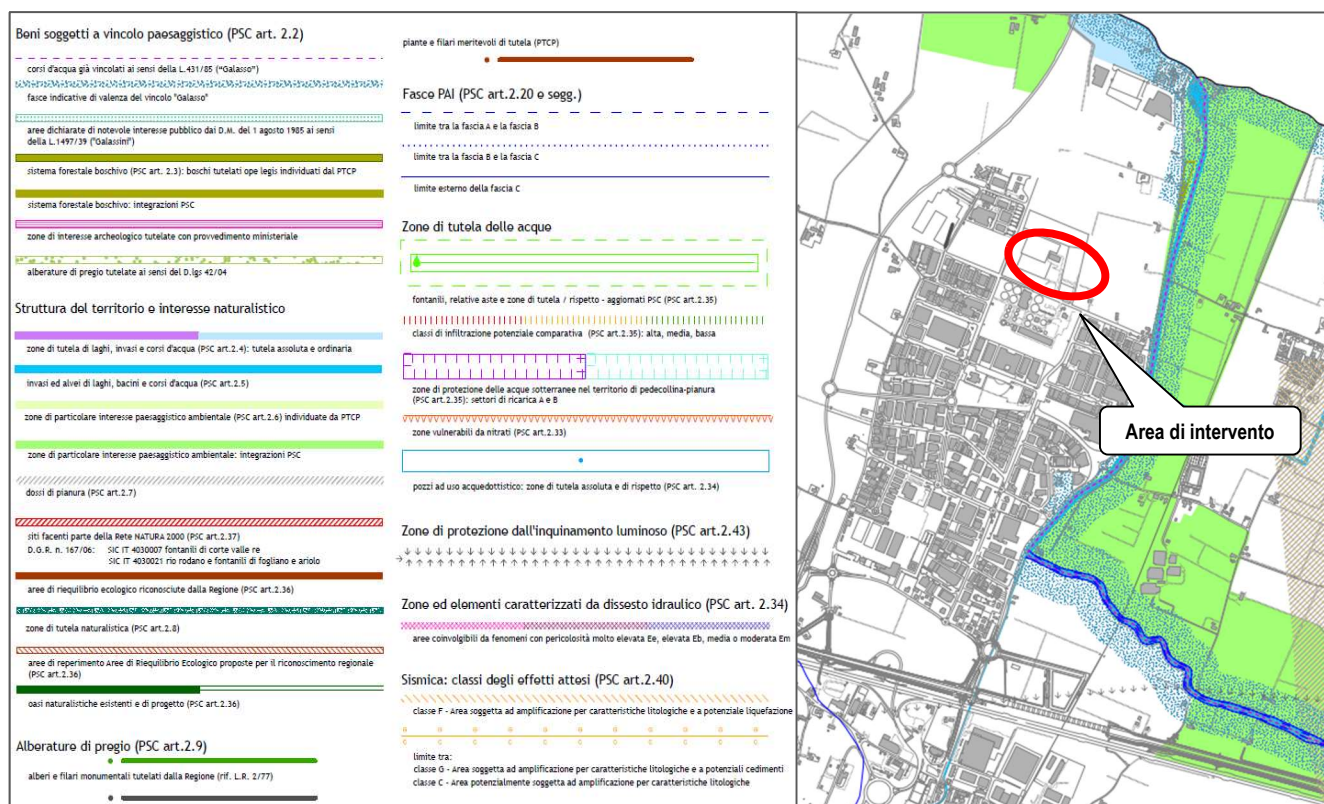 Beni soggetti a vincolo paesaggistico (PSC art. 2.2)
corsi d'acqua già vincolati ai sensi della L.431/85 ("Galasso")
fasce indicative di valenza del vincolo "Galasso"
aree dichiarate di notevole interesse pubblico dai D.M. del 1 agosto 1985 ai sensi
della L.1497/39 ("Galassini")
sistema forestale boschivo (PSC art. 2.3): boschi tutelati ope legis individuati dal PTCP
sistema forestale boschivo: integrazioni PSC
zone di interesse archeologico tutelate con provvedimento ministeriale
alberature di pregio tutelate ai sensi del D.lgs 42/04
Struttura del territorio e interesse naturalistico
zone di tutela di laghi, invasi e corsi d'acqua (PSC art.2.4): tutela assoluta e ordinaria
invasi ed alvei di laghi, bacini e corsi d'acqua (PSC art.2.5)
zone di particolare interesse paesaggistico ambientale (PSC art.2.6) individuate da PTCP
zone di particolare interesse paesaggistico ambientale: integrazioni PSC
dossi di pianura (PSC art.2.7)
siti facenti parte della Rete NATURA 2000 (PSC art.2.37)
D.G.R. n. 167/06: SIC IT 4030007 fontanili di corte valle re
SIC IT 4030021 rio rodano e fontanili di fogliano e ariolo
aree di riequilibrio ecologico riconosciute dalla Regione (PSC art.2.36)
zone di tutela naturalistica (PSC art.2.8)
aree di reperimento Aree di Riequilibrio Ecologico proposte per il riconoscimento regionale
(PSC art.2.36)
oasi naturalistiche esistenti e di progetto (PSC art.2.36)
Alberature di pregio (PSC art.2.9)
alberi e filari monumentali tutelati dalla Regione (rif. L.R. 2/77)
piante e filari meritevoli di tutela (PTCP)
Fasce PAI (PSC art.2.20 e segg.)
limite tra la fascia A e la fascia B
limite tra la fascia B e la fascia C
limite esterno della fascia C
Zone di tutela delle acque
fontanili, relative aste e zone di tutela / rispetto - aggiornati PSC (PSC art.2.35)
classi di infiltrazione potenziale comparativa (PSC art.2.35): alta, media, bassa
zone di protezione delle acque sotterranee nel territorio di pedecollina-pianura
(PSC art.2.35): settori di ricarica A e B
zone vulnerabili da nitrati (PSC art.2.33)
pozzi ad uso acquedottistico: zone di tutela assoluta e di rispetto (PSC art. 2.34)
Zone di protezione dall'inquinamento luminoso (PSC art.2.43)
Zone ed elementi caratterizzati da dissesto idraulico (PSC art. 2.34)
aree coinvolgibili da fenomeni con pericolosità molto elevata Ee, elevata Eb, media o moderata Em
Sismica: classi degli effetti attesi (PSC art.2.40)
classe F - Area soggetta ad amplificazione per caratteristiche litologiche e a potenziale liquefazione
G G G G G G G G G G
C C C C C C C C C C
limite tra:
classe G - Area soggetta ad amplificazione per caratteristiche litologiche e a potenziali cedimenti
classe C - Area potenzialmente soggetta ad amplificazione per caratteristiche litologiche
Area di intervento